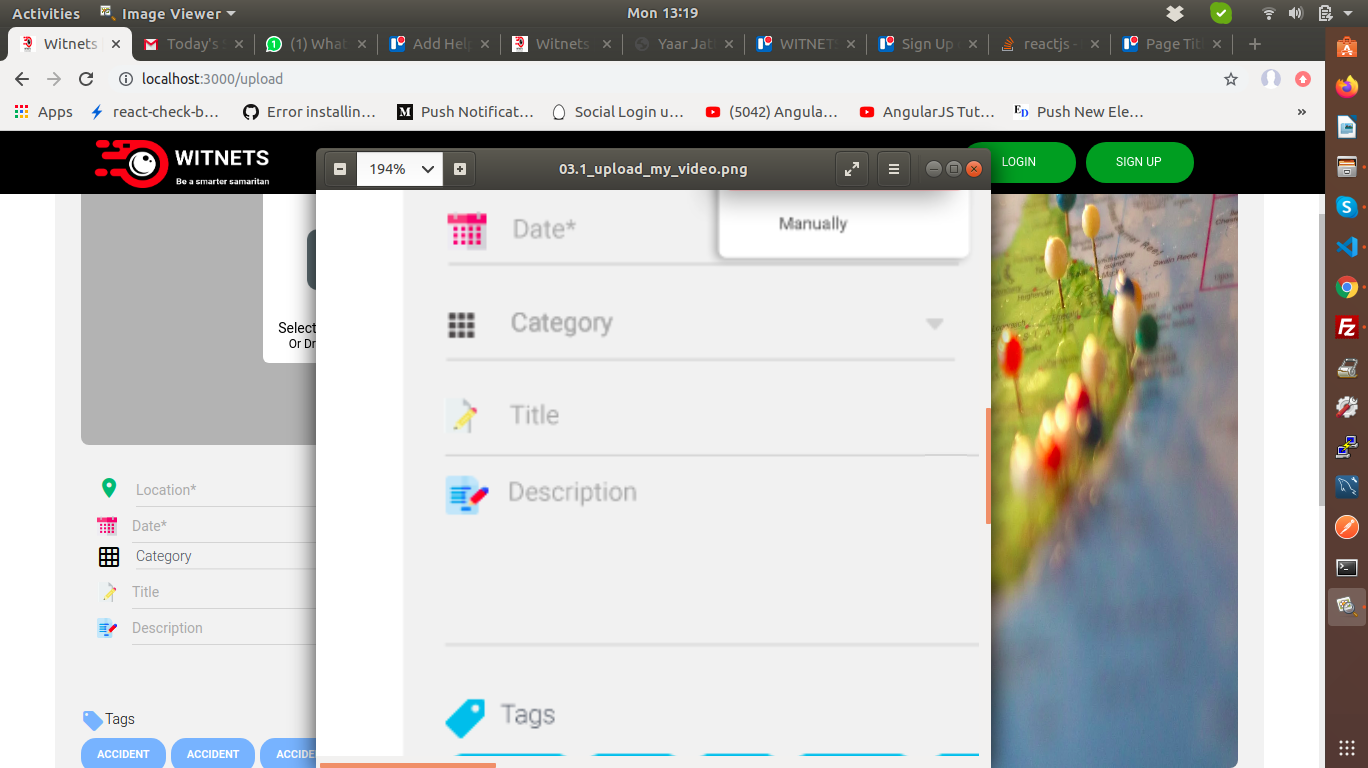 Activities
Image Viewer
Mon 13:19
Witnets
Today's
(1) What
Add Hel
Witnets
Yaar Jat
WITNET
Sign Up
reactjs -
Page Tit
localhost:3000/upload
Apps
react-check-b...
Error installin...
Push Notificat...
Social Login u...
(5042) Angula...
AngularJS Tut...
Push New Ele...
»
WITNETS
Be a smarter samaritan
LOGIN
SIGN UP
194%
03.1_upload_my_video.png
Manually
Date*
Category
Title
Description
Tags
Select
Or Dr
Location*
Date*
Category
Title
Description
Tags
ACCIDENT
ACCIDENT
ACCIDE